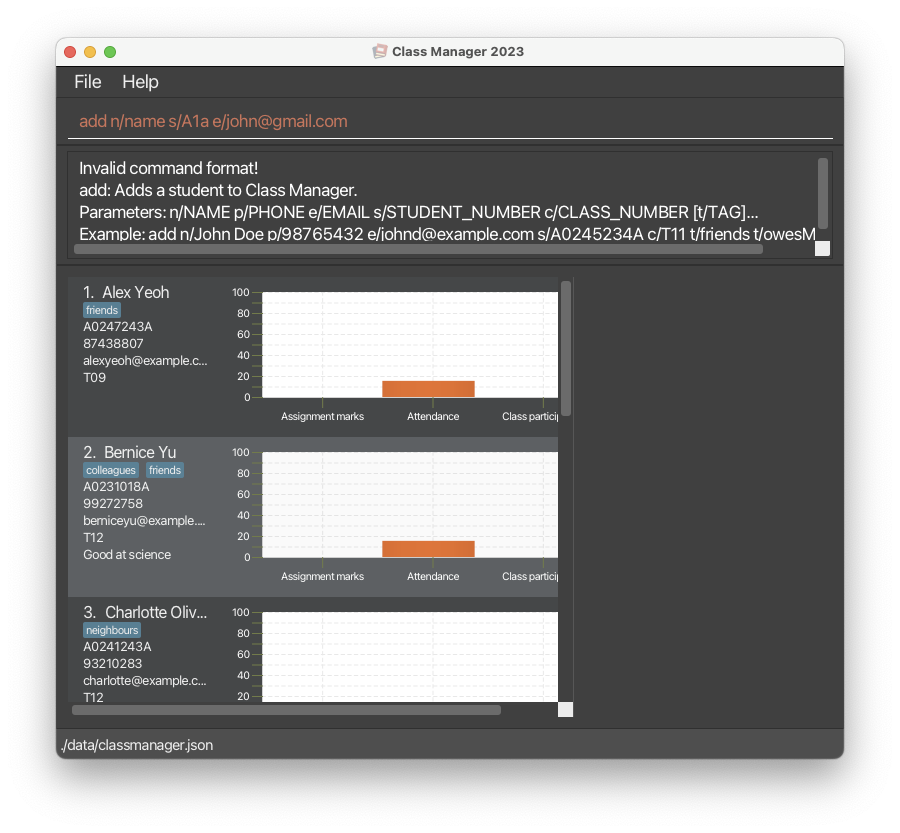 Class Manager 2023
File Help
add n/name s/A1a e/john@gmail.com
Invalid command format!
add: Adds a student to Class Manager.
Parameters: n/NAME p/PHONE e/EMAIL s/STUDENT_NUMBER c/CLASS_NUMBER [t/TAG]...
Example: add n/John Doe p/98765432 e/johnd@example.com s/A0245234A c/T11 t/friends t/owesM
1. Alex Yeoh
friends
A0247243A
87438807
alexyeoh@example.c...
T09
100
80
60
40
20
0
Assignment marks Attendance Class particip
2. Bernice Yu
colleagues friends
A0231018A
99272758
berniceyu@example....
T12
Good at science
100
80
60
40
20
0
Assignment marks Attendance Class particip
3. Charlotte Oliv...
neighbours
A0241243A
93210283
charlotte@example.c...
T12
100
80
60
40
20
./data/classmanager.json